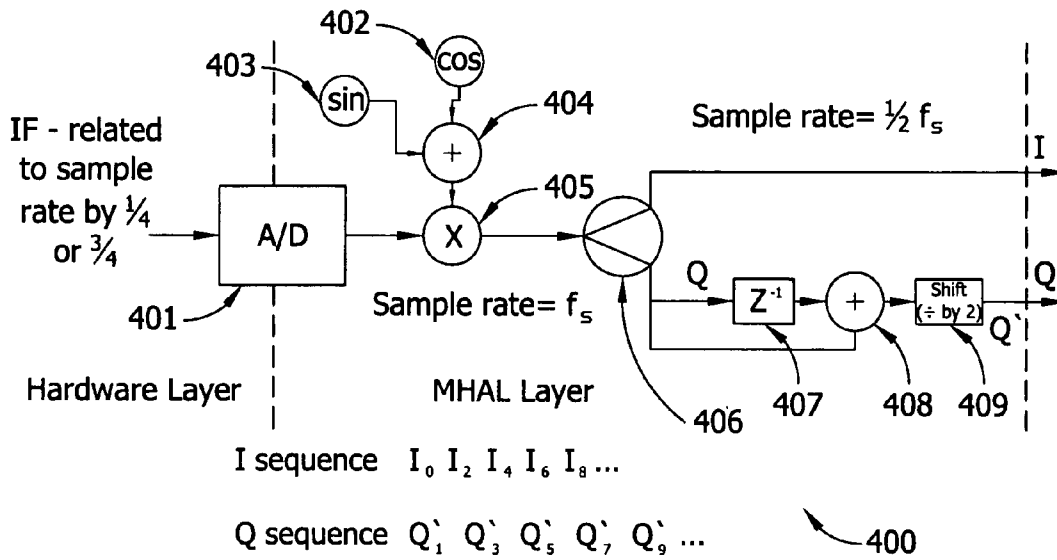 402
403
cos
sin
404
IF - related
to sample
rate by ¼
or ¾
+
Sample rate= ½ fₛ
I
405
A/D
X
401
Sample rate= fₛ
Q
Z⁻¹
+
Shift
(÷ by 2)
Q
Q`
Hardware Layer
MHAL Layer
406
407
408
409
I sequence I₀ I₂ I₄ I₆ I₈ ...
Q sequence Q`₁ Q`₃ Q`₅ Q`₇ Q`₉ ...
400